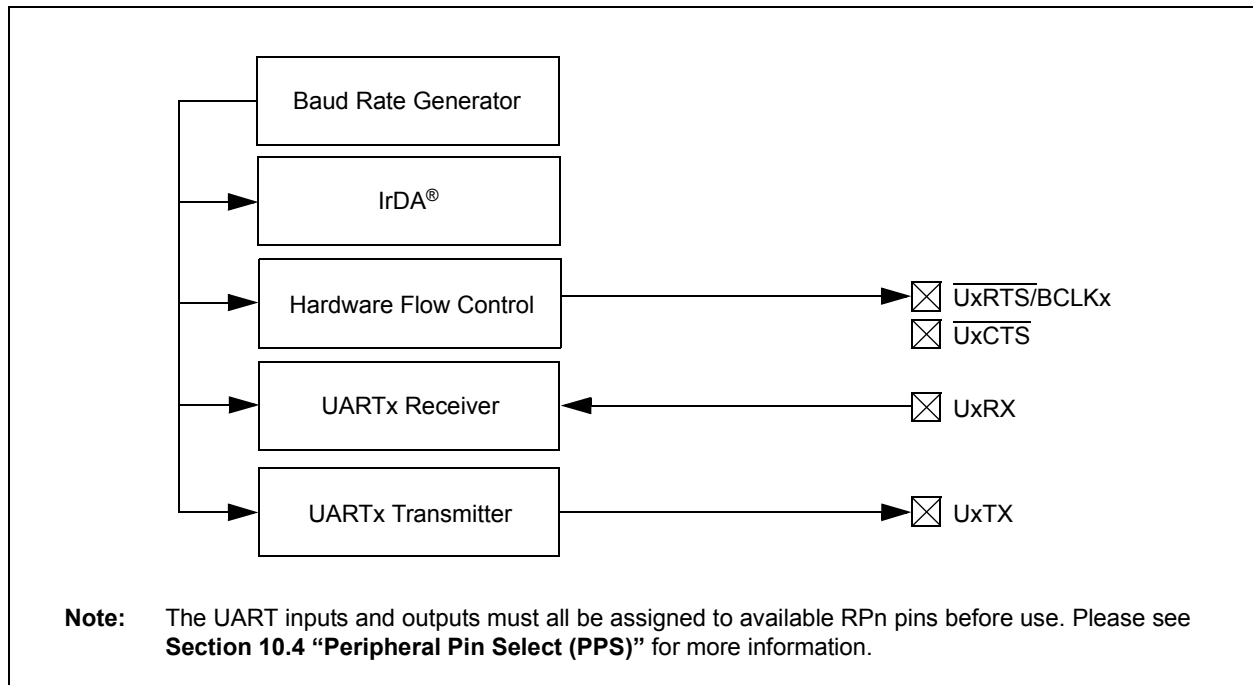 Baud Rate Generator
IrDA®
Hardware Flow Control
UxRTS/BCLKx
UxCTS
UARTx Receiver
UxRX
UARTx Transmitter
UxTX
Note: The UART inputs and outputs must all be assigned to available RPn pins before use. Please see
Section 10.4 “Peripheral Pin Select (PPS)” for more information.